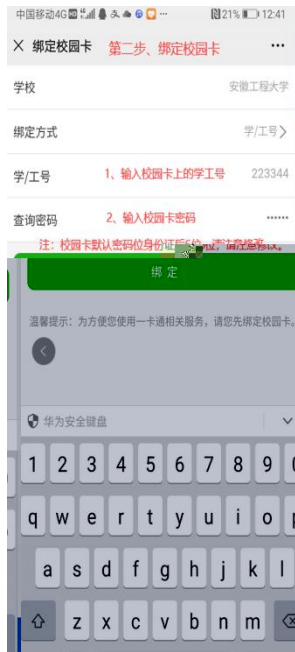 中国移动4G 21% 12:41
× 绑定校园卡 第二步、绑定校园卡 ...
学校 安徽工程大学
绑定方式 学/工号>
学/工号 1、输入校园卡上的学工号 223344
查询密码 2、输入校园卡密码 ······
注：校园卡默认密码位身份证后6位，请注意修改。
绑 定
温馨提示：为方便您使用一卡通相关服务，请您先绑定校园卡。
华为安全键盘
1 2 3 4 5 6 7 8 9
q w e r t y u i o
a s d f g h j k l
z x c v b n m